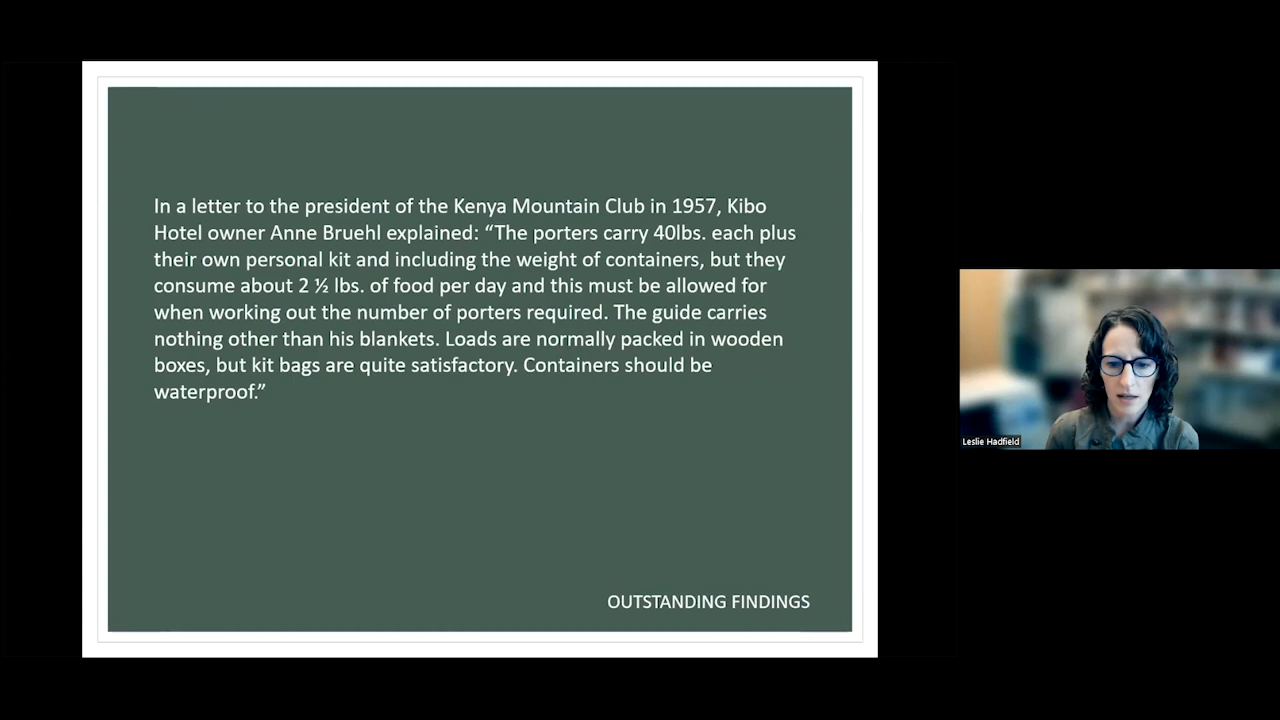 In a letter to the president of the Kenya Mountain Club in 1957, Kibo
Hotel owner Anne Bruehl explained: “The porters carry 40lbs. each plus
their own personal kit and including the weight of containers, but they
consume about 2 ½ lbs. of food per day and this must be allowed for
when working out the number of porters required. The guide carries
nothing other than his blankets. Loads are normally packed in wooden
boxes, but kit bags are quite satisfactory. Containers should be
waterproof.”
OUTSTANDING FINDINGS
Leslie Hadfield